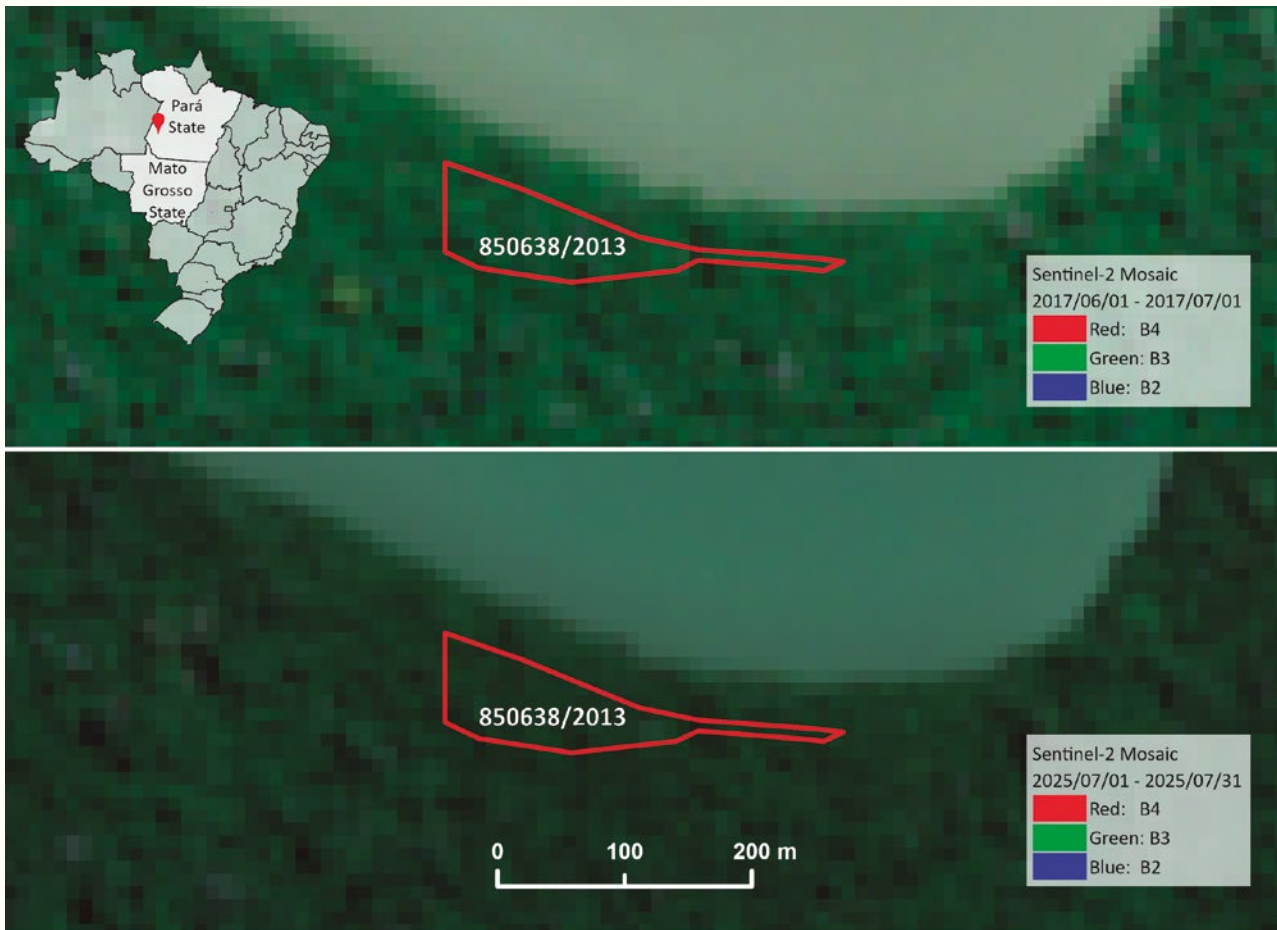 Pará
State
Mato
Grosso
State
850638/2013
Sentinel-2 Mosaic
2017/06/01 - 2017/07/01
Red: B4
Green: B3
Blue: B2
850638/2013
Sentinel-2 Mosaic
2025/07/01 - 2025/07/31
Red: B4
Green: B3
Blue: B2
0 100 200 m